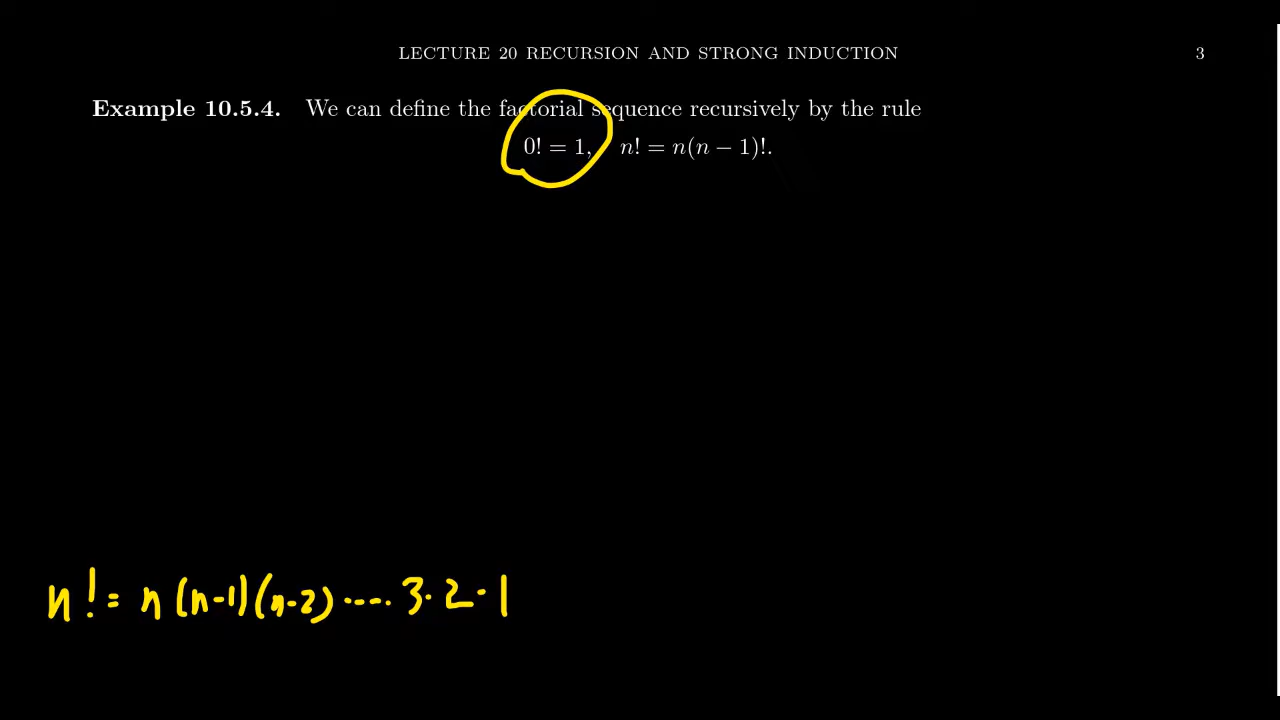 LECTURE 20 RECURSION AND STRONG INDUCTION 3
Example 10.5.4. We can define the factorial sequence recursively by the rule
0! = 1, n! = n(n − 1)!.
n! = n(n-1)(n-2)·····3·2·1